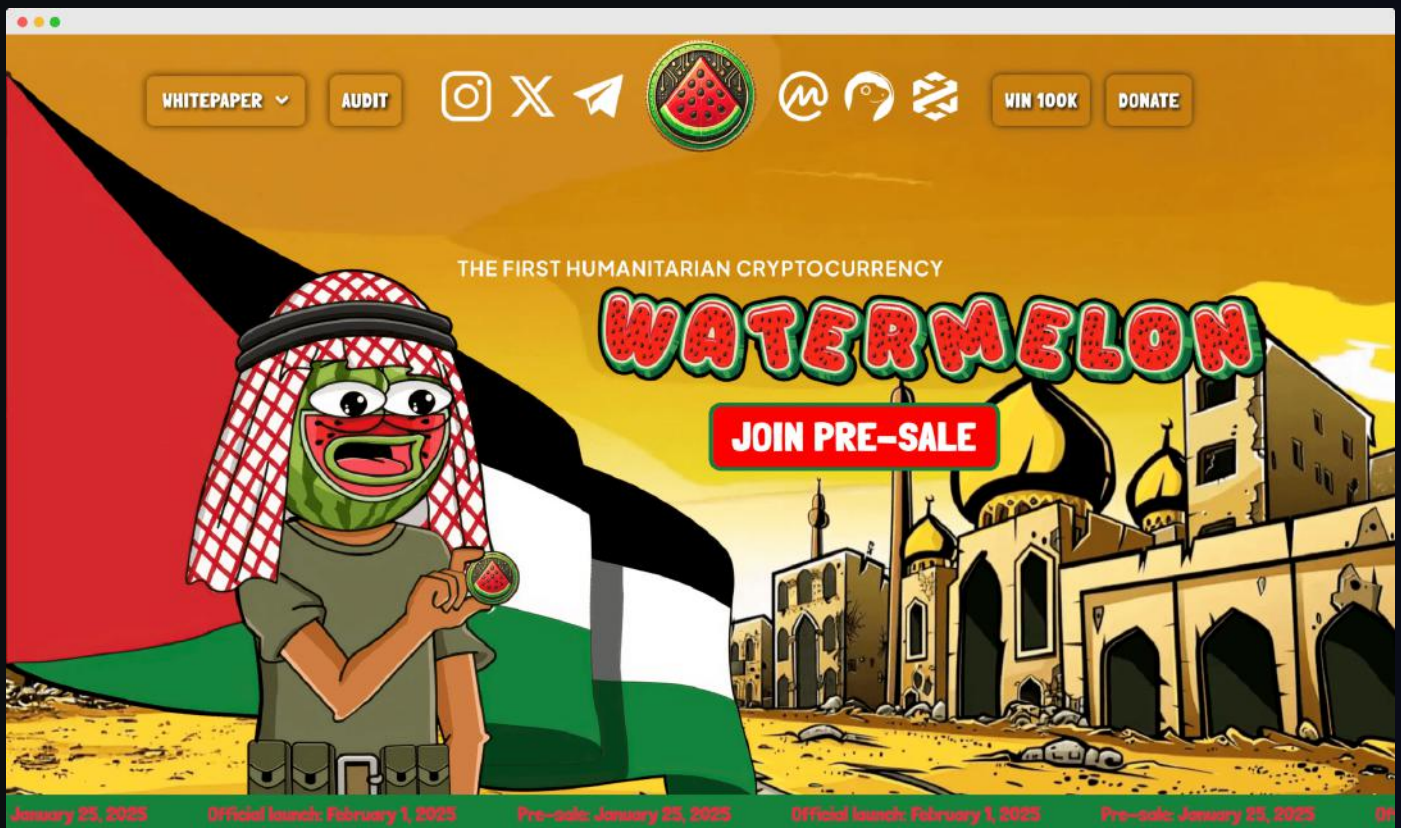 WHITEPAPER
AUDIT
WIN 100K
DONATE
THE FIRST HUMANITARIAN CRYPTOCURRENCY
WATERMELON
JOIN PRE-SALE
January 25, 2025 Official launch: February 1, 2025 Pre-sale: January 25, 2025 Official launch: February 1, 2025 Pre-sale: January 25, 2025